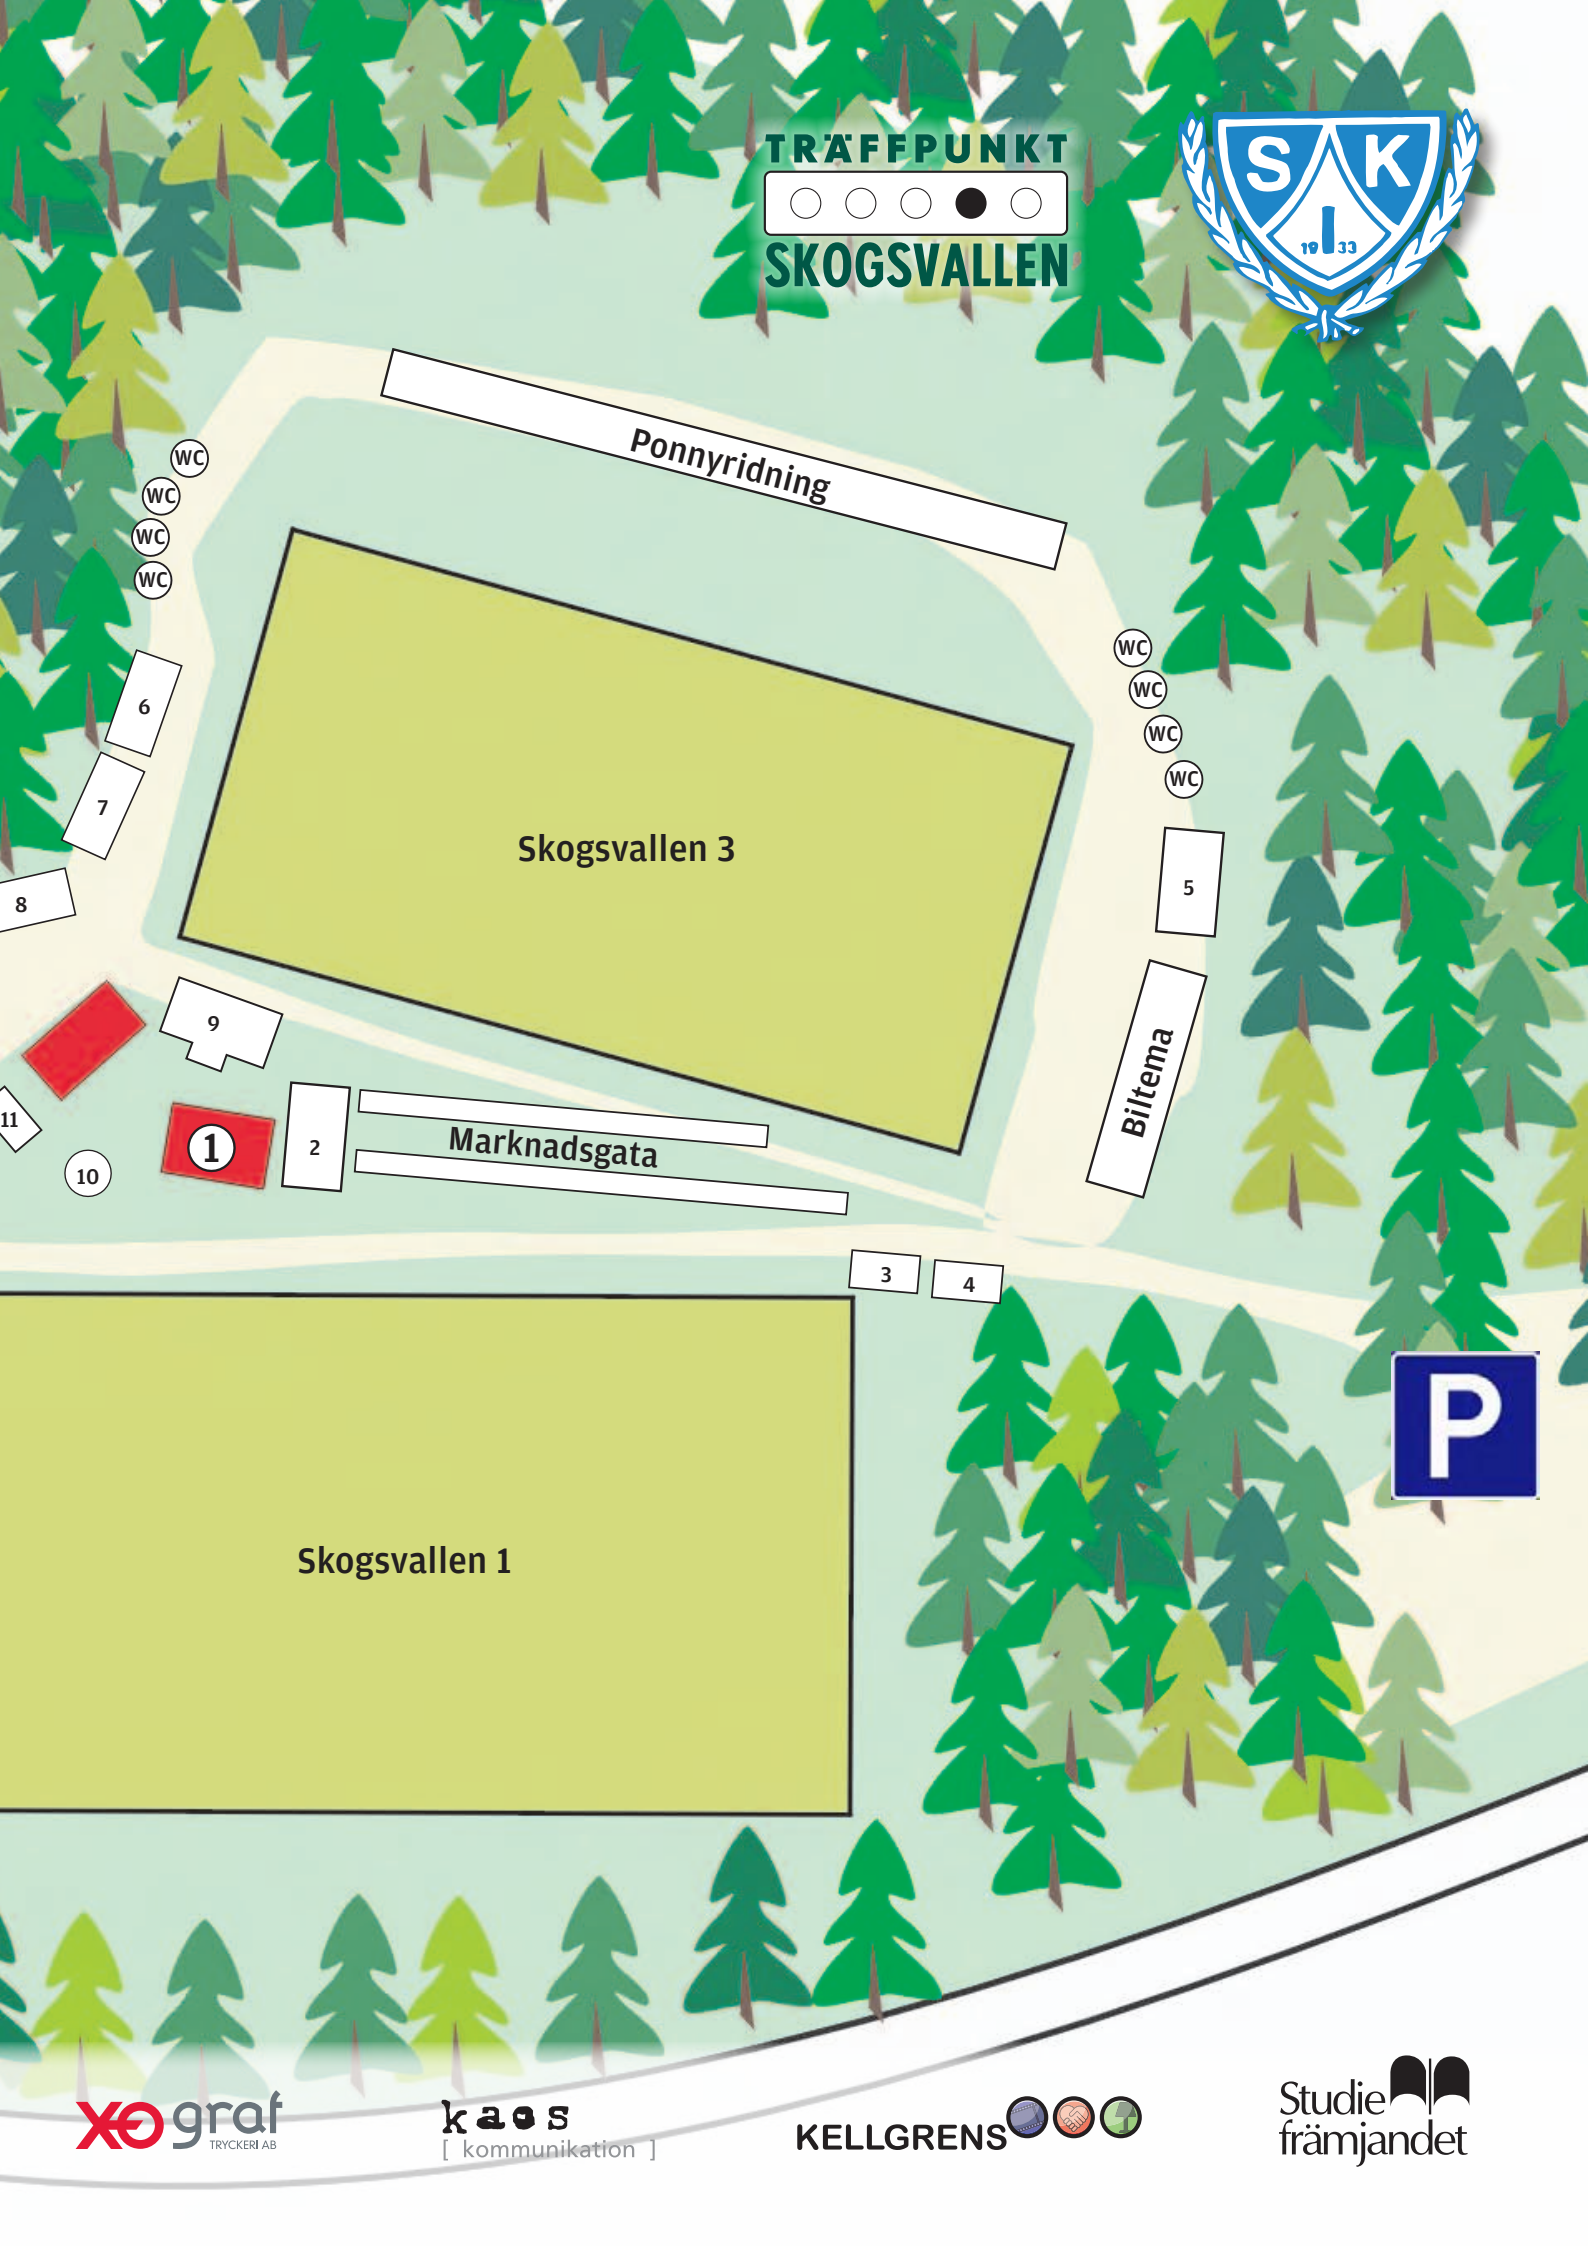 TRÄFFPUNKT
SKOGSVALLEN
S K
I
19 33
Ponnyridning
WC
WC
WC
WC
WC
WC
WC
WC
6
7
8
Skogsvallen 3
5
9
Biltema
11
10
1
2
Marknadsgata
3
4
P
Skogsvallen 1
xo graf
TRYCKERI AB
kaos
[ kommunikation ]
KELLGRENS
Studie
främjandet